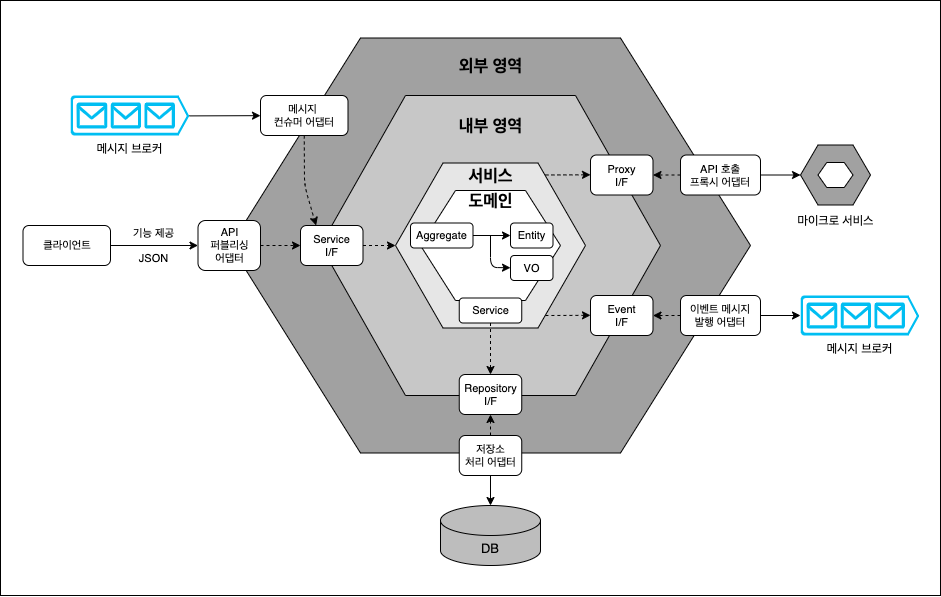 외부 영역
메시지
컨슈머 어댑터
메시지 브로커
내부 영역
서비스
도메인
Proxy
I/F
API 호출
프록시 어댑터
마이크로 서비스
클라이언트
기능 제공
JSON
API
퍼블리싱
어댑터
Service
I/F
Aggregate
Entity
VO
Service
Event
I/F
이벤트 메시지
발행 어댑터
메시지 브로커
Repository
I/F
저장소
처리 어댑터
DB